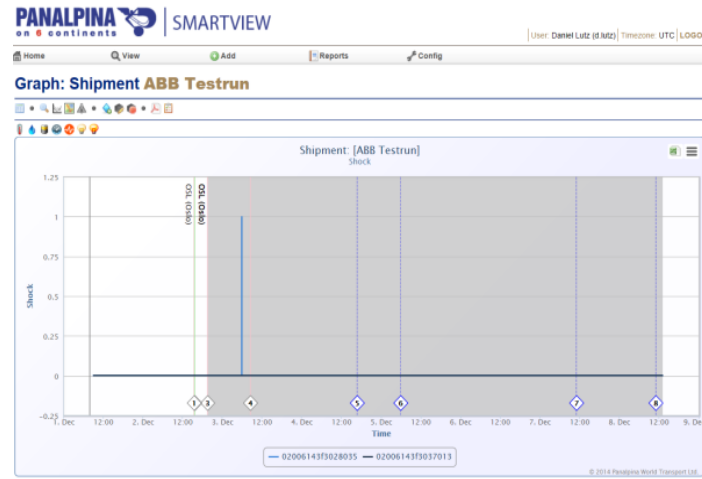 PANALPINA
on 6 continents
SMARTVIEW
User: Daniel Lutz (d.lutz) Timezone: UTC LOGO
Home View Add Reports Config
Graph: Shipment ABB Testrun
Shipment: [ABB Testrun]
Shock
OSL (Oslo)
OSL (Oslo)
Shock
1.25
1
0.75
0.5
0.25
0
-0.25
1 3 4 5 6 7 8
1. Dec 12:00 2. Dec 12:00 3. Dec 12:00 4. Dec 12:00 5. Dec 12:00 6. Dec 12:00 7. Dec 12:00 8. Dec 12:00 9. De
Time
02006143f3028035 02006143f3037013
© 2014 Panalpina World Transport Ltd.